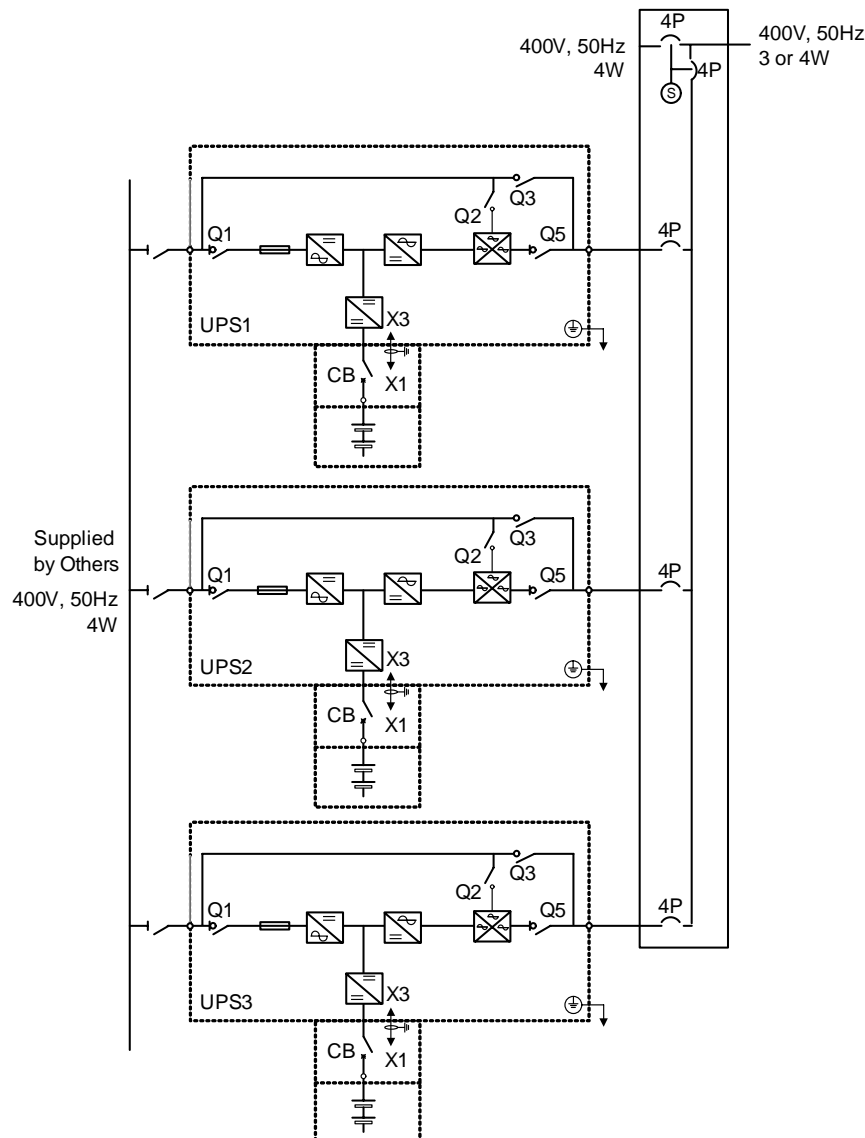 4P
400V, 50Hz
4W
400V, 50Hz
3 or 4W
4P
S
Q3
Q2
Q1
Q5
4P
X3
UPS1
CB
X1
Q3
Q2
Q1
Q5
4P
Supplied
by Others
400V, 50Hz
4W
X3
UPS2
CB
X1
Q3
Q2
Q1
Q5
4P
X3
UPS3
CB
X1